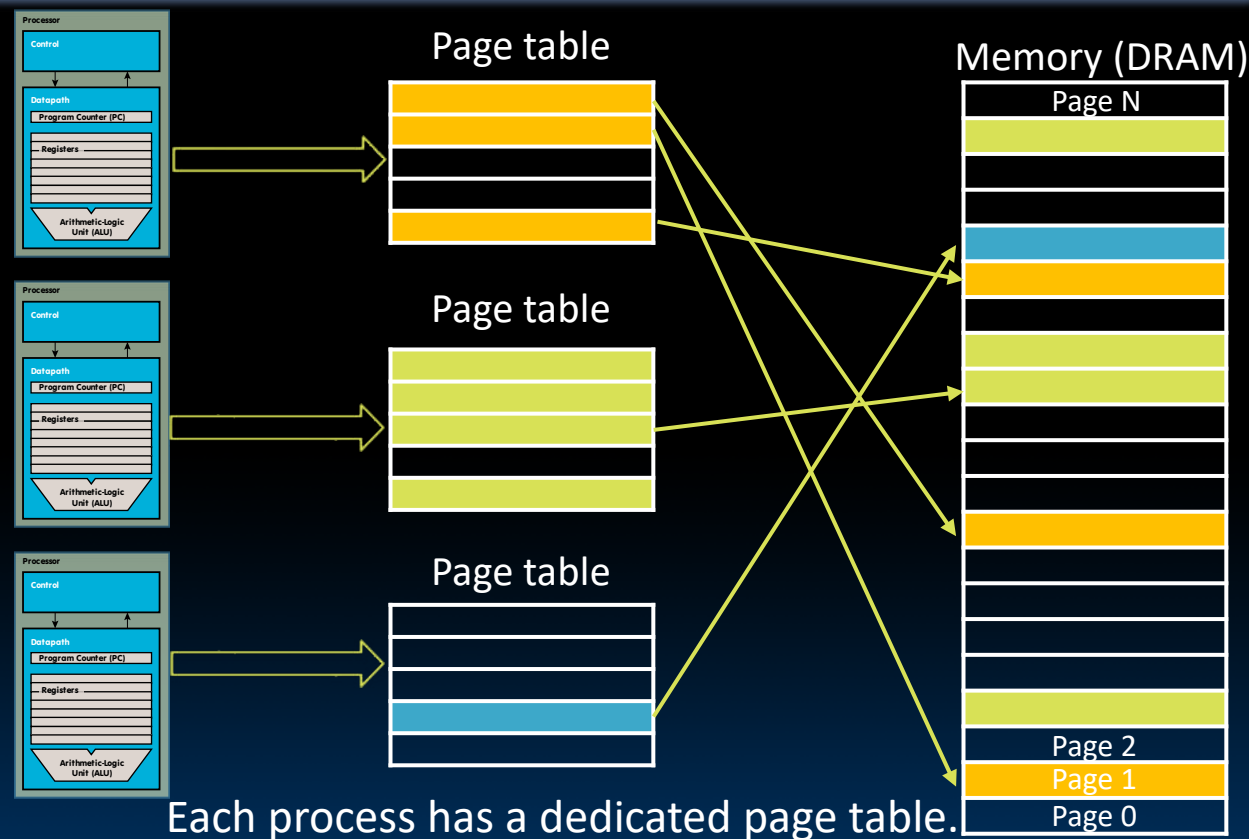 Processor
Control
Datapath
Program Counter (PC)
Registers
Arithmetic-Logic
Unit (ALU)
Page table
Processor
Control
Datapath
Program Counter (PC)
Registers
Arithmetic-Logic
Unit (ALU)
Page table
Processor
Control
Datapath
Program Counter (PC)
Registers
Arithmetic-Logic
Unit (ALU)
Page table
Memory (DRAM)
Page N
Page 2
Page 1
Page 0
Each process has a dedicated page table.